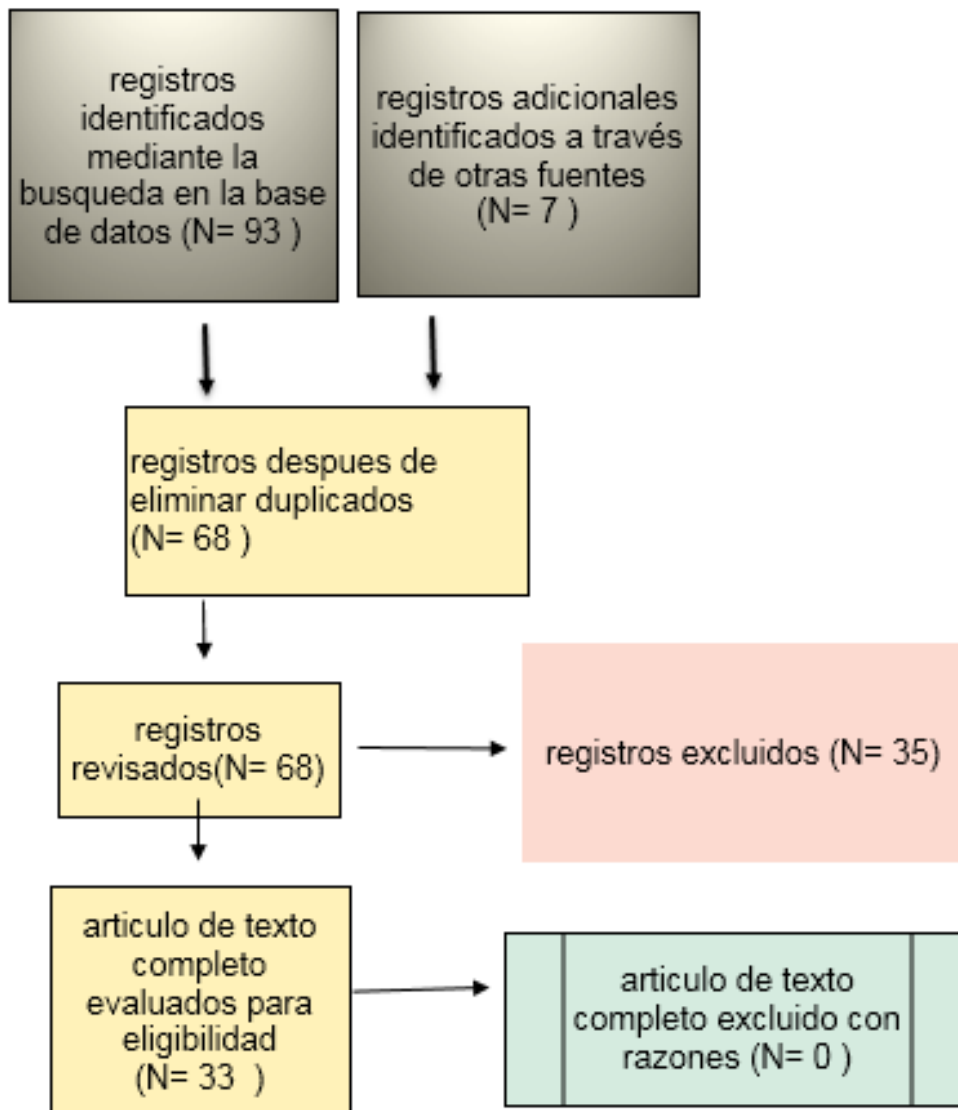 registros
identificados
mediante la
busqueda en la base
de datos (N= 93 )
registros adicionales
identificados a través
de otras fuentes
(N= 7 )
registros despues de
eliminar duplicados
(N= 68 )
registros
revisados(N= 68)
registros excluidos (N= 35)
articulo de texto
completo
evaluados para
eligibilidad
(N= 33 )
articulo de texto
completo excluido con
razones (N= 0 )